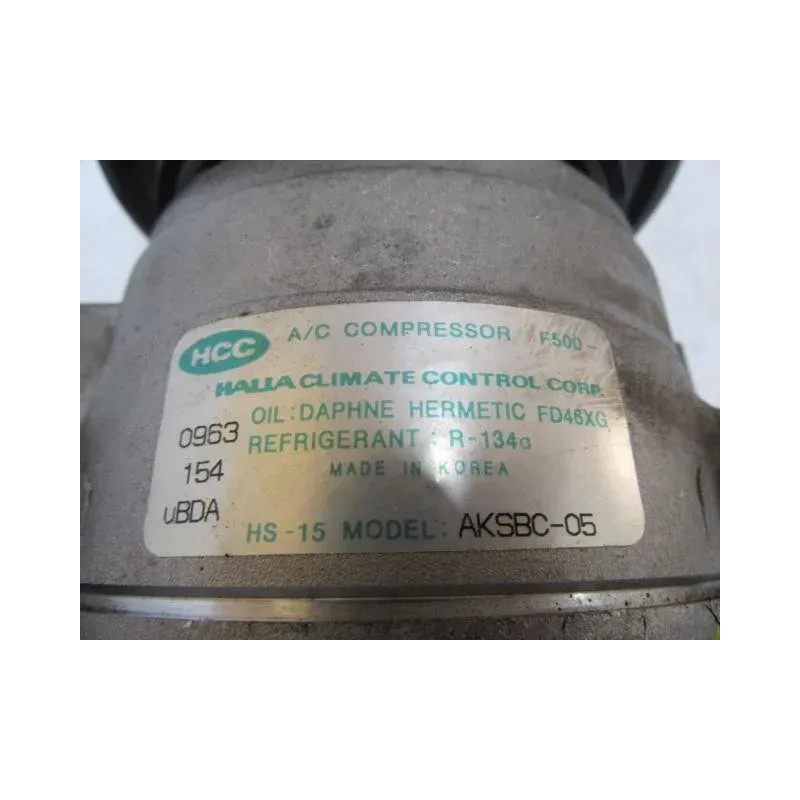 HCC
A/C COMPRESSOR F500-
HALLA CLIMATE CONTROL CORP.
OIL: DAPHNE HERMETIC FD46XG
0963
REFRIGERANT : R-134a
154
MADE IN KOREA
uBDA
HS-15 MODEL: AKSBC-05